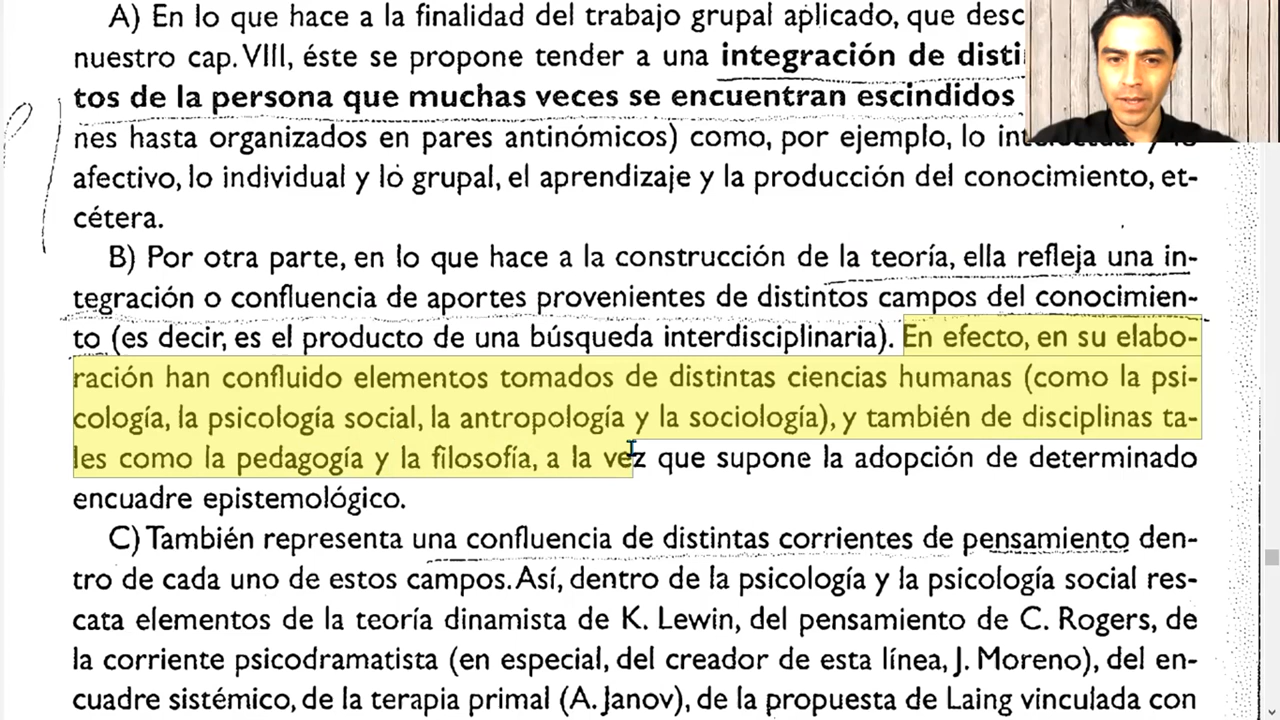 A) En lo que hace a la finalidad del trabajo grupal aplicado, que desc
nuestro cap. VIII, éste se propone tender a una integración de disti
tos de la persona que muchas veces se encuentran escindidos
nes hasta organizados en pares antinómicos) como, por ejemplo, lo
afectivo, lo individual y lo grupal, el aprendizaje y la producción del conocimiento, et-
cétera.
B) Por otra parte, en lo que hace a la construcción de la teoría, ella refleja una in-
tegración o confluencia de aportes provenientes de distintos campos del conocimien-
to (es decir, es el producto de una búsqueda interdisciplinaria). En efecto, en su elabo-
ración han confluido elementos tomados de distintas ciencias humanas (como la psi-
cología, la psicología social, la antropología y la sociología), y también de disciplinas ta-
les como la pedagogía y la filosofía, a la vez que supone la adopción de determinado
encuadre epistemológico.
C) También representa una confluencia de distintas corrientes de pensamiento den-
tro de cada uno de estos campos. Así, dentro de la psicología y la psicología social res-
cata elementos de la teoría dinamista de K. Lewin, del pensamiento de C. Rogers, de
la corriente psicodramatista (en especial, del creador de esta línea, J. Moreno), del en-
cuadre sistémico, de la terapia primal (A. Janov), de la propuesta de Laing vinculada con